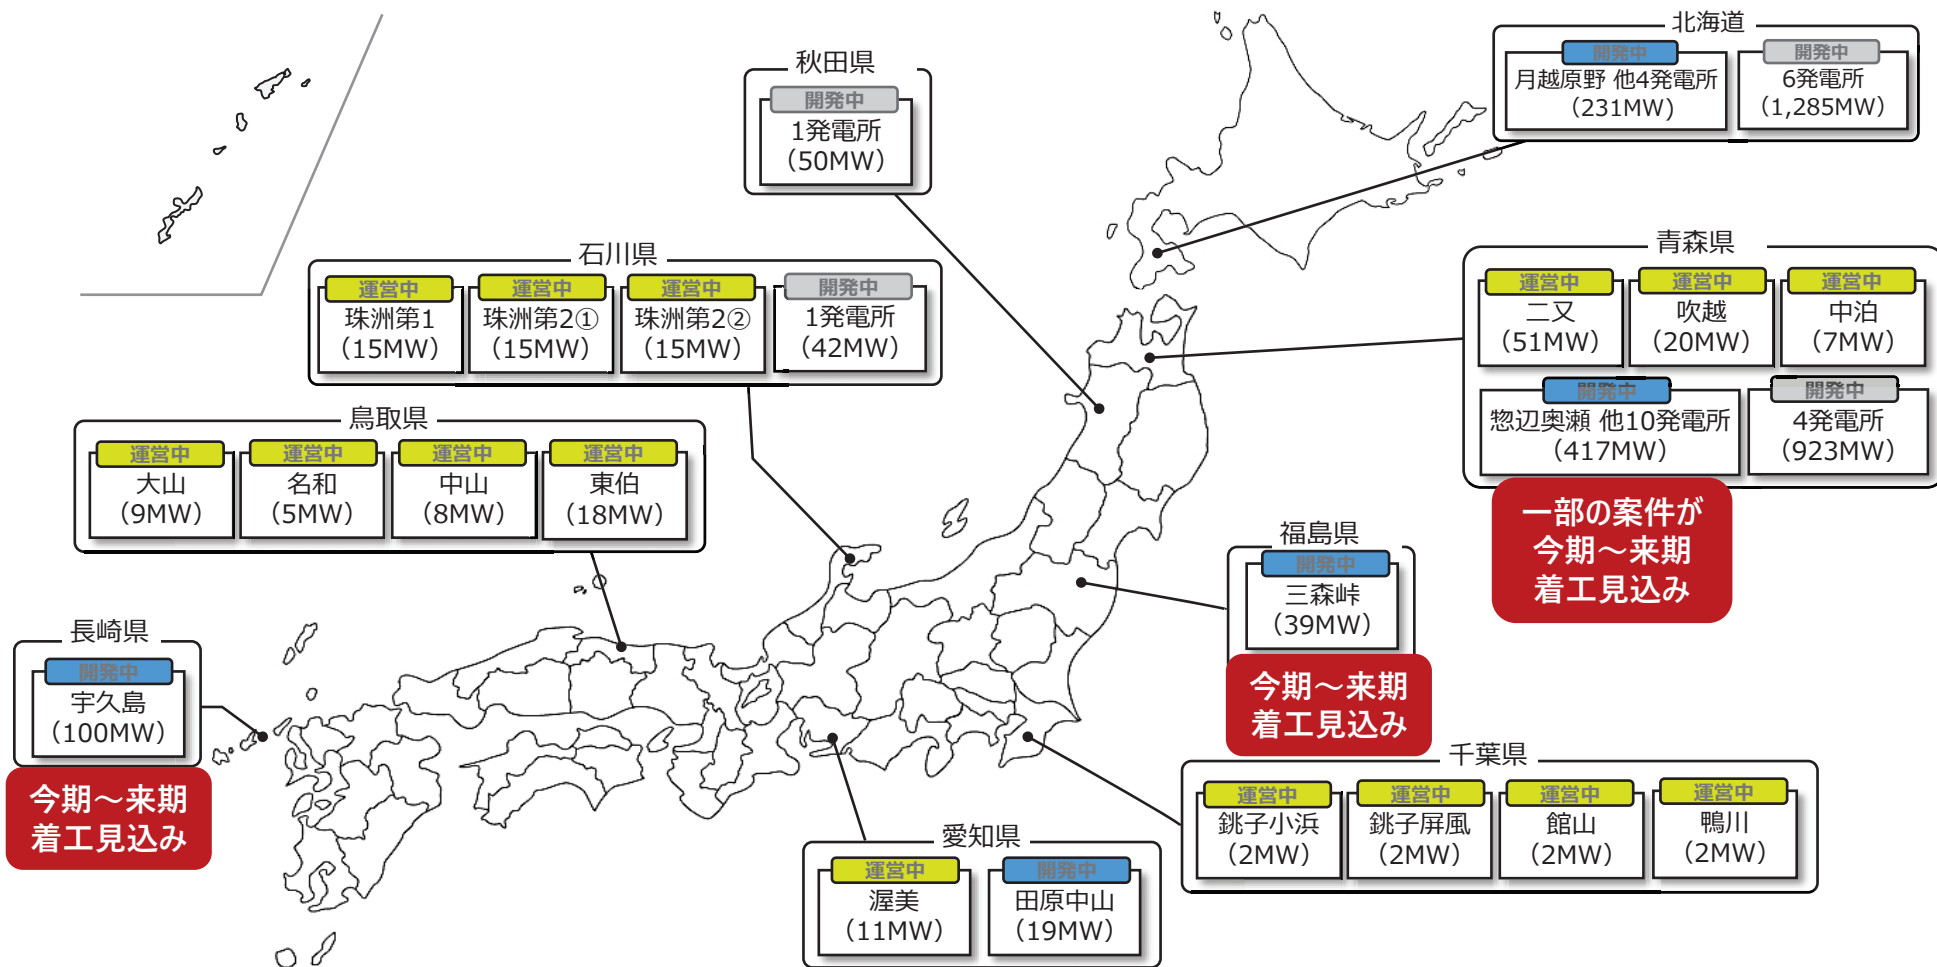 北海道
開発中
月越原野 他4発電所
(231MW)
開発中
6発電所
(1,285MW)
秋田県
開発中
1発電所
(50MW)
青森県
運営中
二又
(51MW)
運営中
吹越
(20MW)
運営中
中泊
(7MW)
開発中
惣辺奥瀬 他10発電所
(417MW)
開発中
4発電所
(923MW)
一部の案件が
今期～来期
着工見込み
石川県
運営中
珠洲第1
(15MW)
運営中
珠洲第2①
(15MW)
運営中
珠洲第2②
(15MW)
開発中
1発電所
(42MW)
鳥取県
運営中
大山
(9MW)
運営中
名和
(5MW)
運営中
中山
(8MW)
運営中
東伯
(18MW)
福島県
開発中
三森峠
(39MW)
今期～来期
着工見込み
長崎県
開発中
宇久島
(100MW)
今期～来期
着工見込み
千葉県
運営中
銚子小浜
(2MW)
運営中
銚子屏風
(2MW)
運営中
館山
(2MW)
運営中
鴨川
(2MW)
愛知県
運営中
渥美
(11MW)
開発中
田原中山
(19MW)